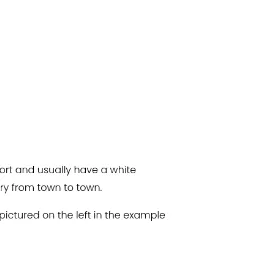 ort and usually have a white
ry from town to town.
pictured on the left in the example